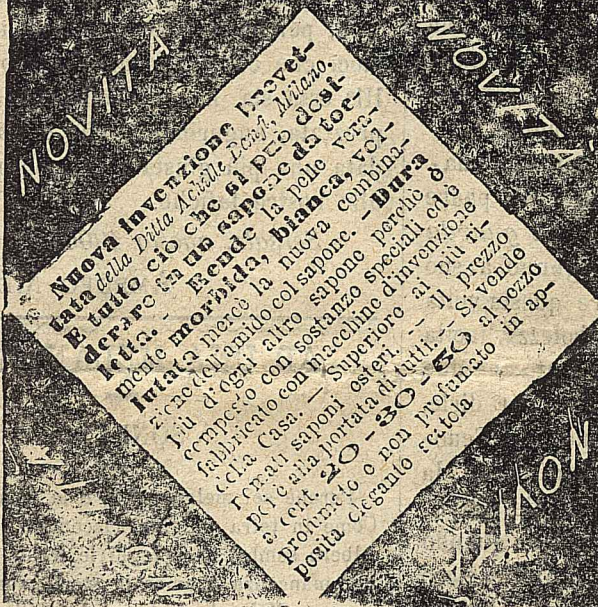 NOVITÀ
NOVITÀ
Nuova invenzione brevet-
tata della Ditta Achille Banfi, Milano.
E tutto ciò che si può desi-
derare in un sapone da toe-
letta. - Rende la pelle vera-
mente morbida, bianca, vel-
lutata mercè la nuova combina-
zione dell'amido col sapone. - Dura
più d'ogni altro sapone perchè è
composto con sostanze speciali ed è
fabbricato con macchine d'invenzione
della Casa. - Superiore ai più ri-
nomati saponi esteri. - Il prezzo
poi è alla portata di tutti. - Si vende
a cent. 20-30-50 al pezzo
profumato e non profumato in ap-
posita elegante scatola
NOVITÀ
NOVITÀ